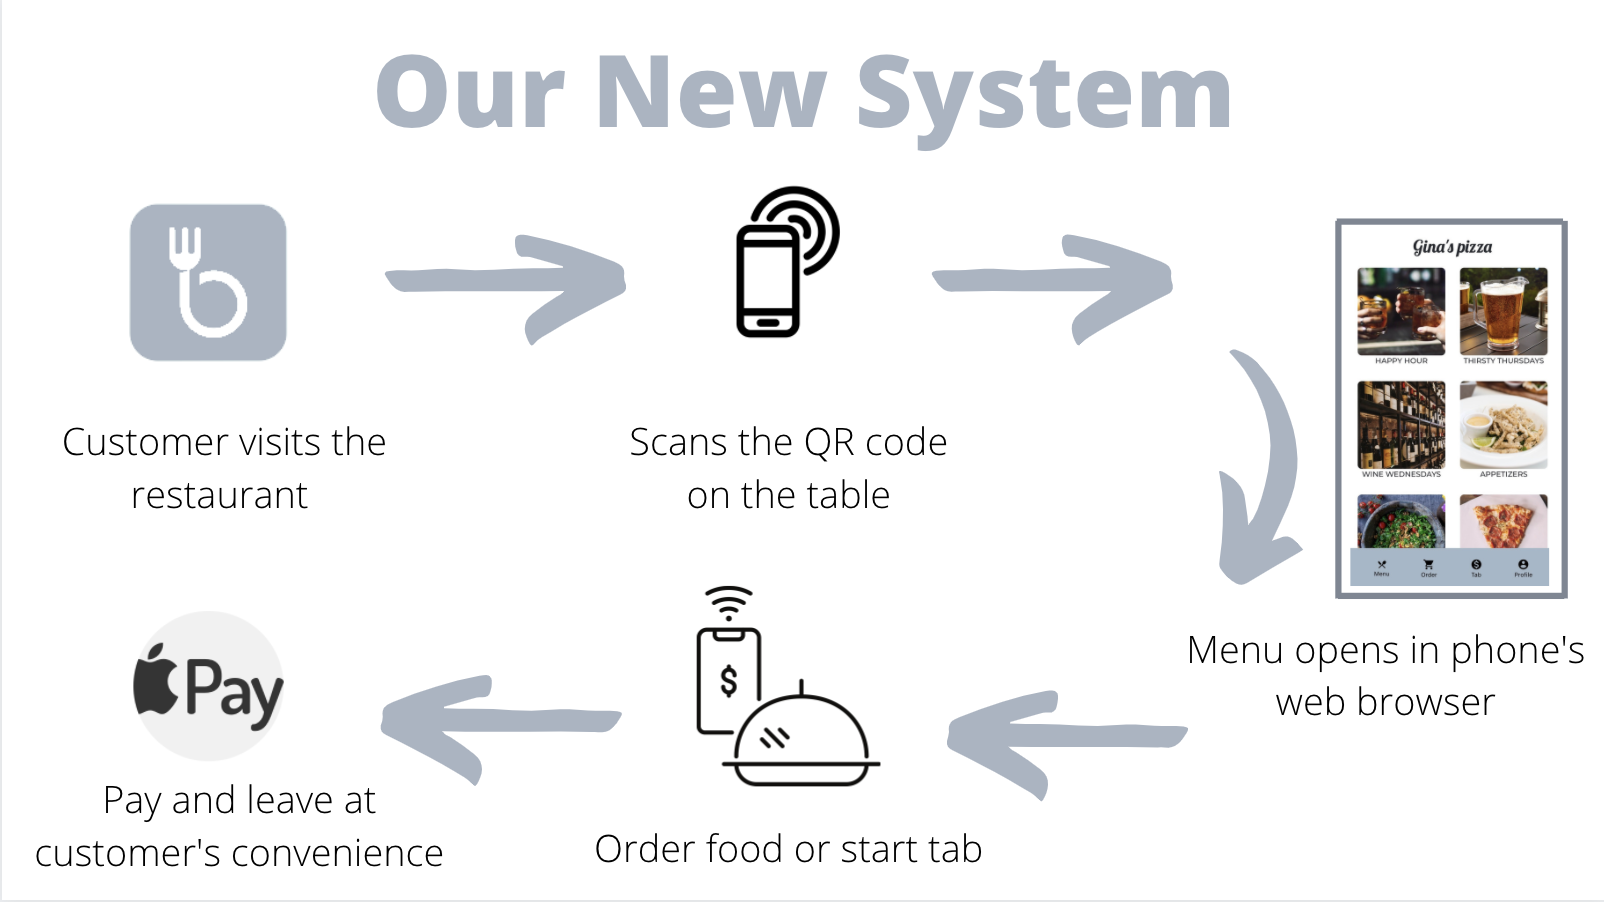 Our New System
Customer visits the
restaurant
Scans the QR code
on the table
Gina's pizza
HAPPY HOUR
THIRSTY THURSDAYS
WINE WEDNESDAYS
APPETIZERS
Menu
Order
Tab
Profile
Menu opens in phone's
web browser
$
Order food or start tab
Pay
Pay and leave at
customer's convenience